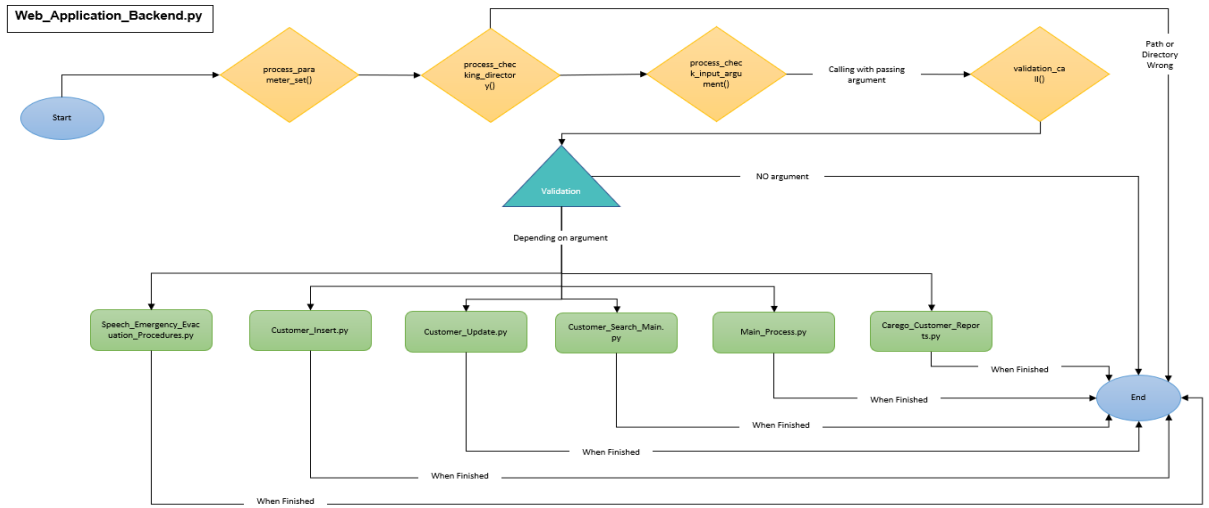 Web_Application_Backend.py
process_para
meter_set()
process_chec
king_director
y()
process_chec
k_input_argu
ment()
Calling with passing
argument
validation_ca
ll()
Path or
Directory
Wrong
Start
Validation
NO argument
Depending on argument
Speech_Emergency_Evac
uation_Procedures.py
Customer_Insert.py
Customer_Update.py
Customer_Search_Main.
py
Main_Process.py
Carego_Customer_Repor
ts.py
When Finished
End
When Finished
When Finished
When Finished
When Finished
When Finished